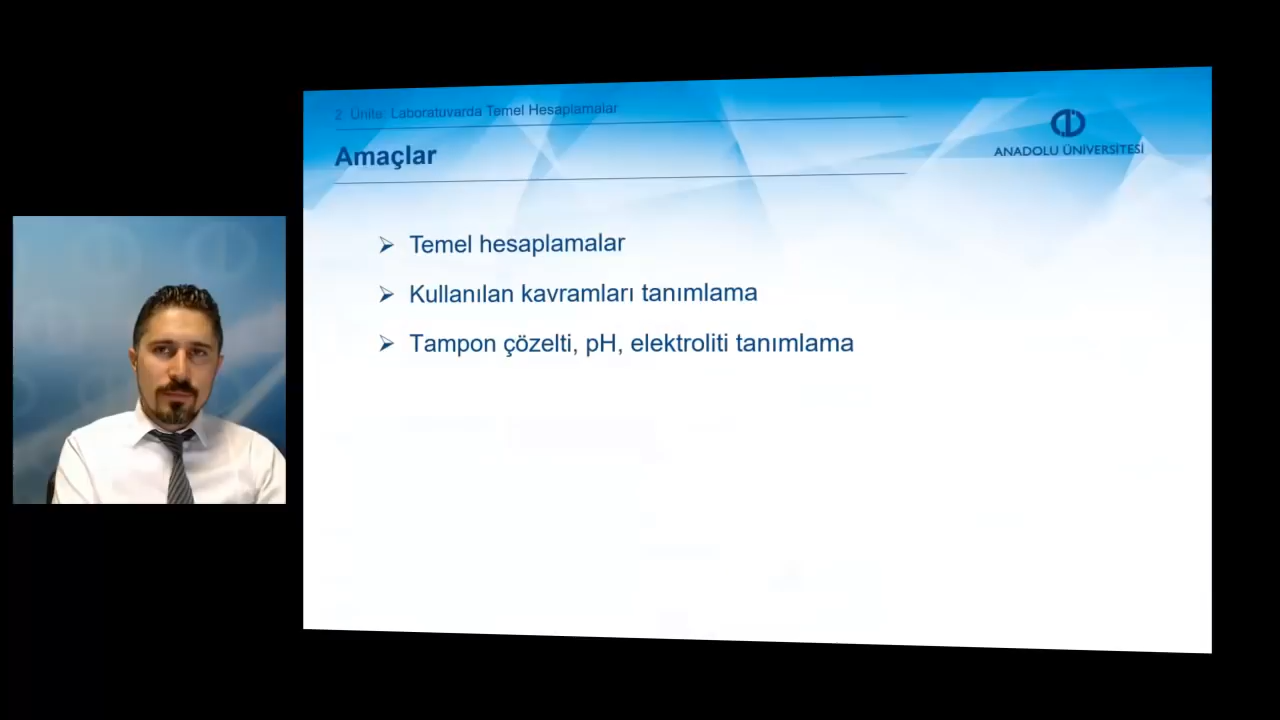 2. Ünite: Laboratuvarda Temel Hesaplamalar
Amaçlar
ANADOLU ÜNİVERSİTESİ
Temel hesaplamalar
Kullanılan kavramları tanımlama
Tampon çözelti, pH, elektroliti tanımlama